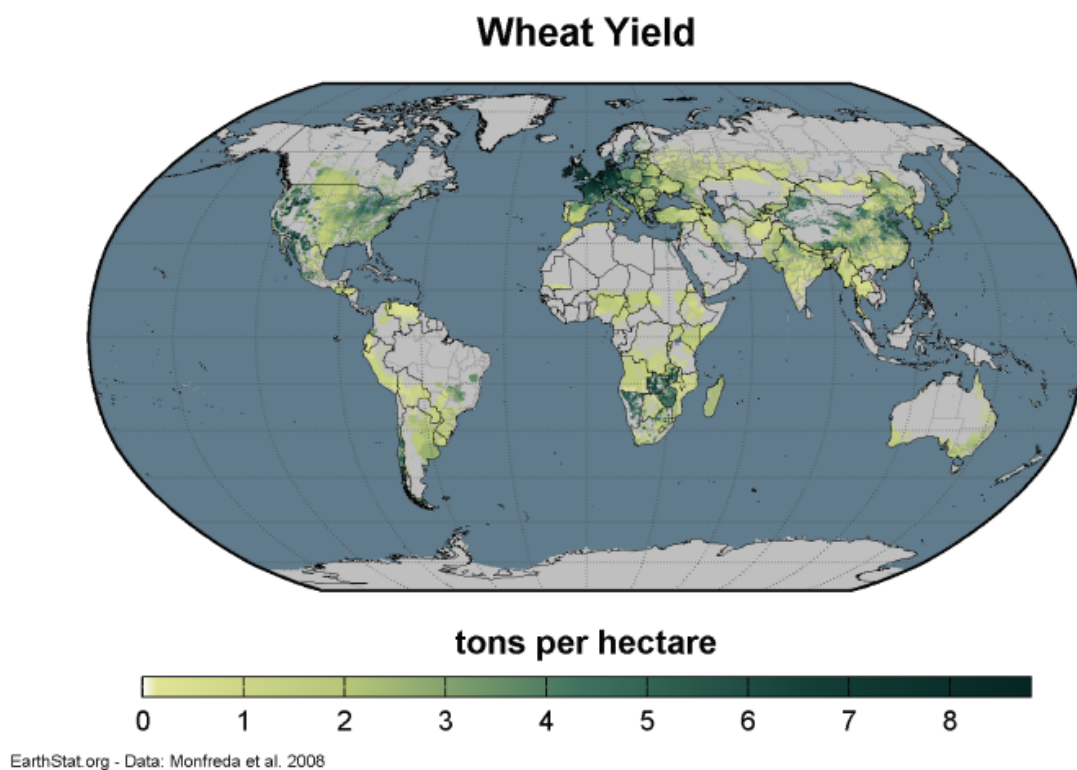 Wheat Yield
tons per hectare
0 1 2 3 4 5 6 7 8
EarthStat.org - Data: Monfreda et al. 2008